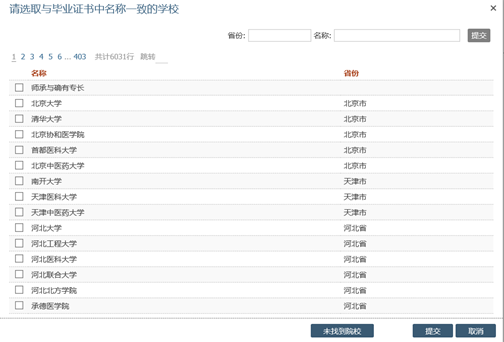 请选取与毕业证书中名称一致的学校
省份: 名称: 提交
1 2 3 4 5 6 ... 403 共计6031行 跳转
名称 省份
师承与确有专长
北京大学 北京市
清华大学 北京市
北京协和医学院 北京市
首都医科大学 北京市
北京中医药大学 北京市
南开大学 天津市
天津医科大学 天津市
天津中医药大学 天津市
河北大学 河北省
河北工程大学 河北省
河北医科大学 河北省
河北联合大学 河北省
河北北方学院 河北省
承德医学院 河北省
未找到院校 提交 取消